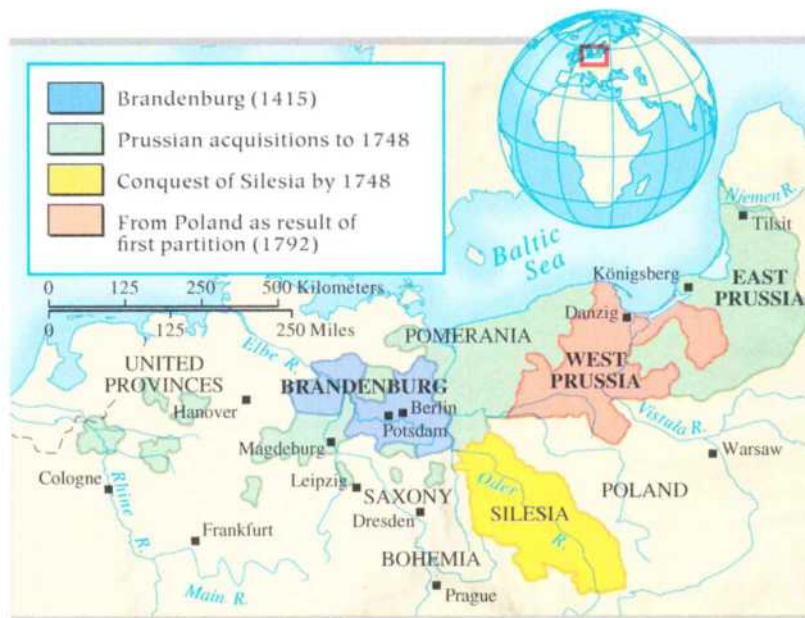 Brandenburg (1415)
Prussian acquisitions to 1748
Conquest of Silesia by 1748
From Poland as result of
first partition (1792)
0 125 250 500 Kilometers
0 125 250 Miles
Baltic
Sea
Niemen R.
Tilsit
Königsberg
EAST
PRUSSIA
Danzig
POMERANIA
WEST
PRUSSIA
UNITED
PROVINCES
Elbe R.
BRANDENBURG
Hanover
Berlin
Potsdam
Vistula R.
Magdeburg
Warsaw
Cologne
Rhine
R.
Leipzig
SAXONY
Oder
R.
POLAND
Dresden
SILESIA
Frankfurt
BOHEMIA
Main R.
Prague